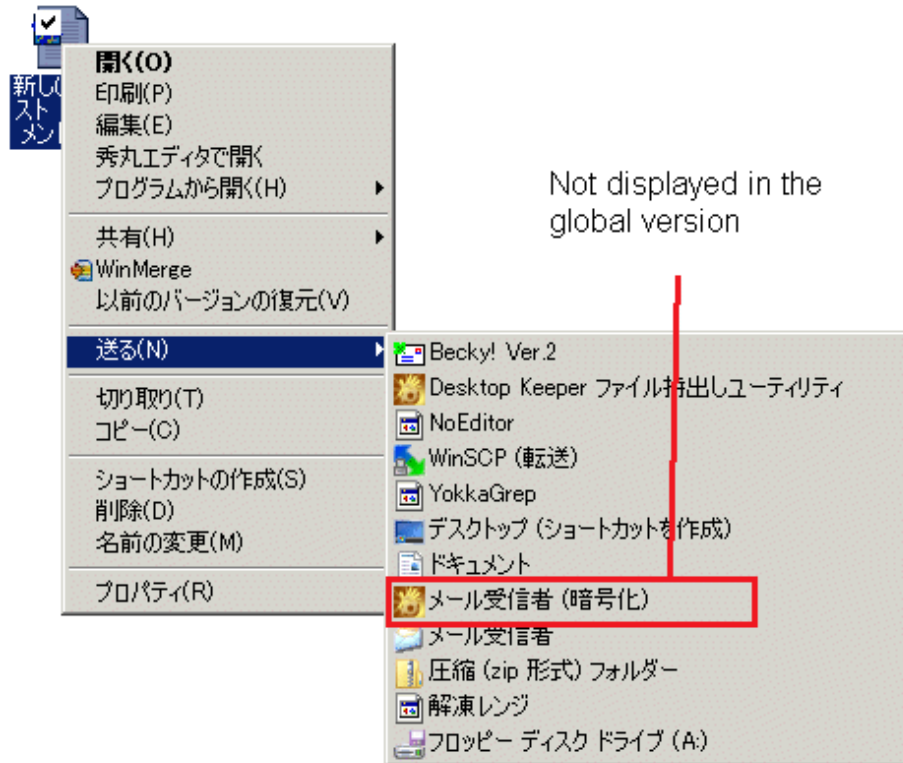 新し
スト
メン
開く(O)
印刷(P)
編集(E)
秀丸エディタで開く
プログラムから開く(H)
共有(H)
WinMerge
以前のバージョンの復元(V)
送る(N)
切り取り(T)
コピー(C)
ショートカットの作成(S)
削除(D)
名前の変更(M)
プロパティ(R)
Not displayed in the
global version
Becky! Ver.2
Desktop Keeper ファイル持出しユーティリティ
NoEditor
WinSCP (転送)
YokkaGrep
デスクトップ (ショートカットを作成)
ドキュメント
メール受信者 (暗号化)
メール受信者
圧縮 (zip 形式) フォルダー
解凍レンジ
フロッピー ディスク ドライブ (A:)